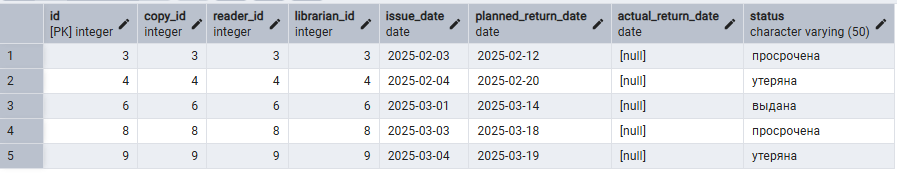 id copy_id reader_id librarian_id issue_date planned_return_date actual_return_date status
[PK] integer integer integer integer date date date character varying (50)
1 3 3 3 3 2025-02-03 2025-02-12 [null] просрочена
2 4 4 4 4 2025-02-04 2025-02-20 [null] утеряна
3 6 6 6 6 2025-03-01 2025-03-14 [null] выдана
4 8 8 8 8 2025-03-03 2025-03-18 [null] просрочена
5 9 9 9 9 2025-03-04 2025-03-19 [null] утеряна